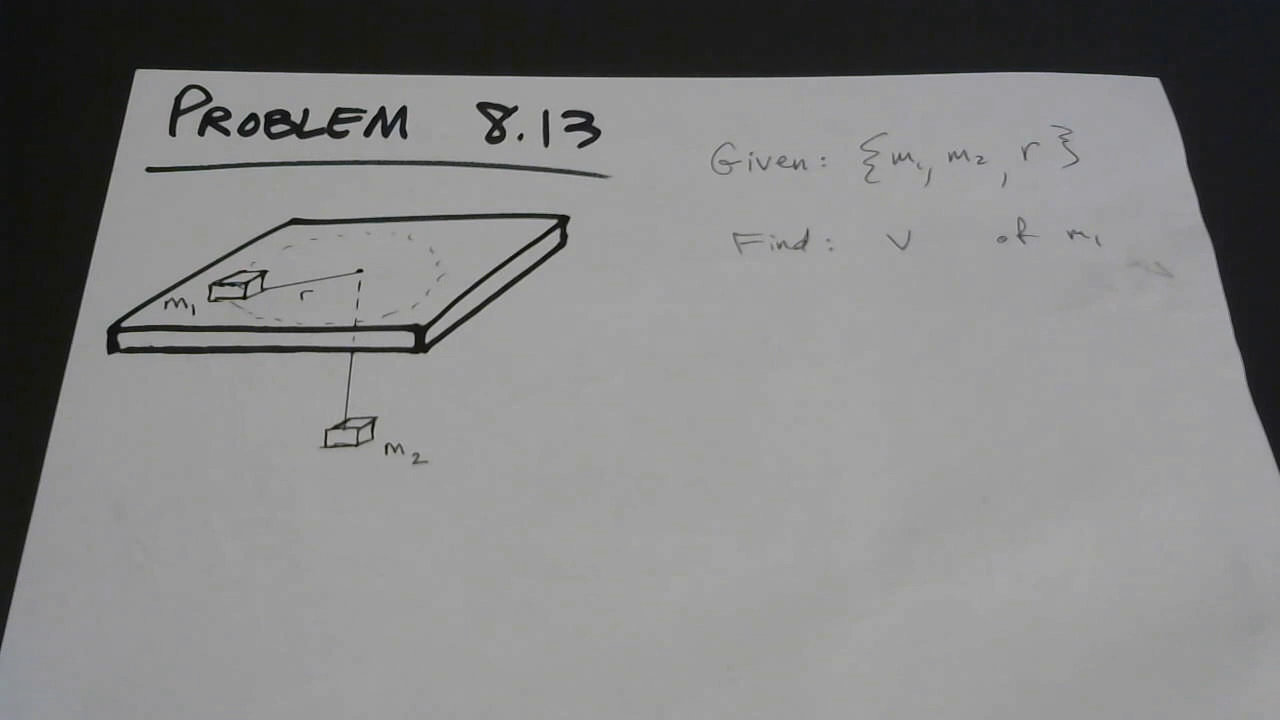 PROBLEM 8.13
Given: {m₁, m₂, r}
Find: v of m₁
m₁
r
m₂